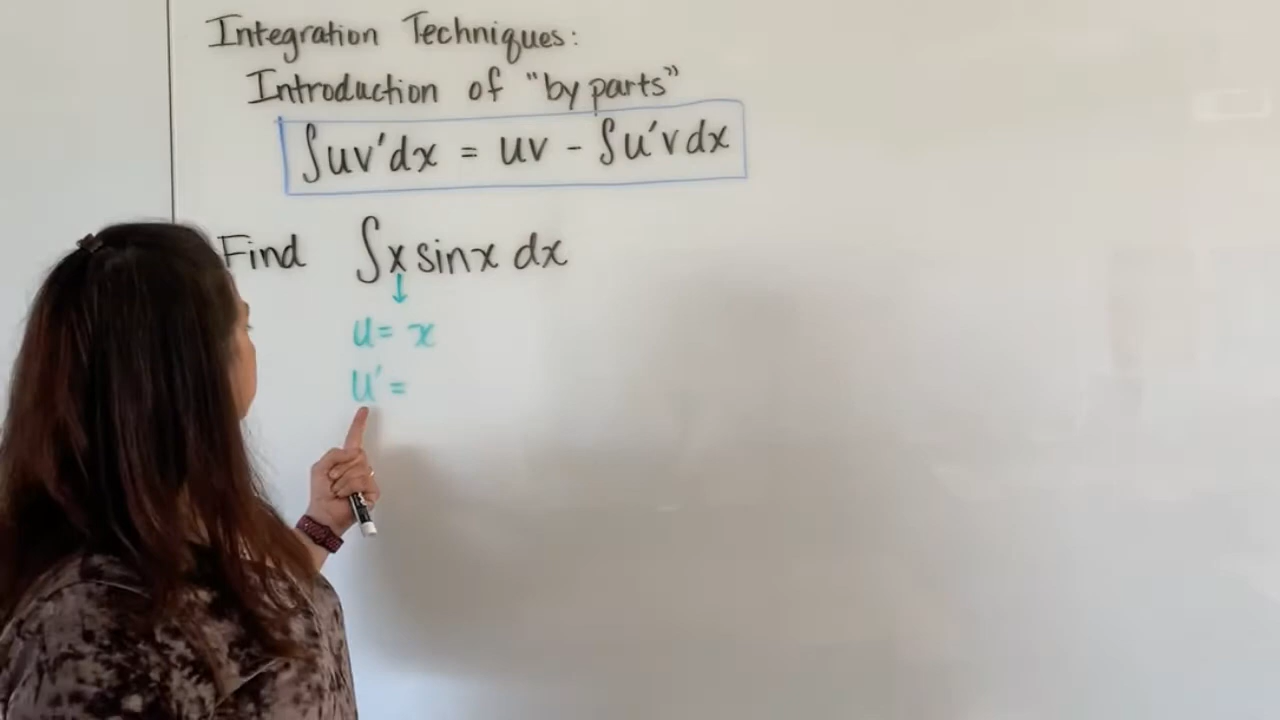 Integration Techniques:
Introduction of "by parts"
∫uv'dx = uv - ∫u'vdx
Find ∫x sinx dx
↓
u = x
u' =